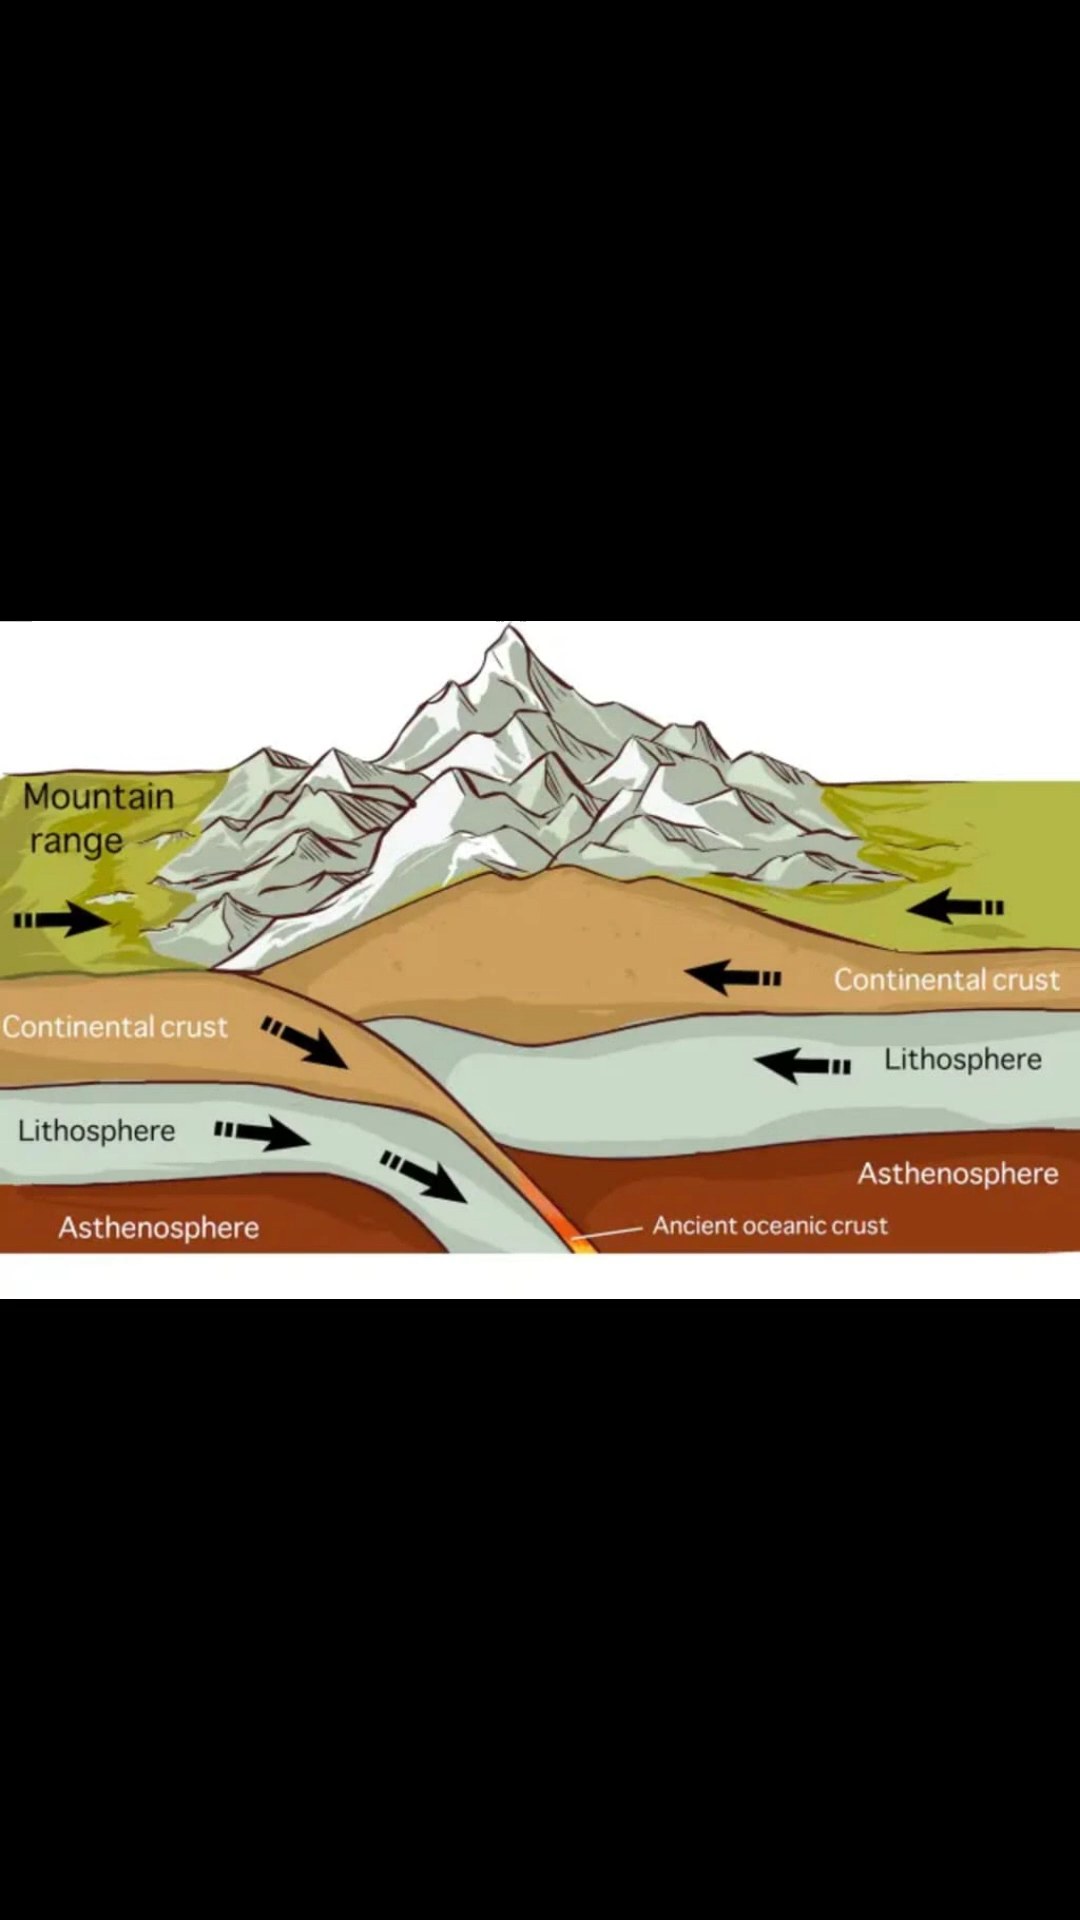 Mountain
range
Continental crust
Continental crust
Lithosphere
Lithosphere
Asthenosphere
Asthenosphere
Ancient oceanic crust